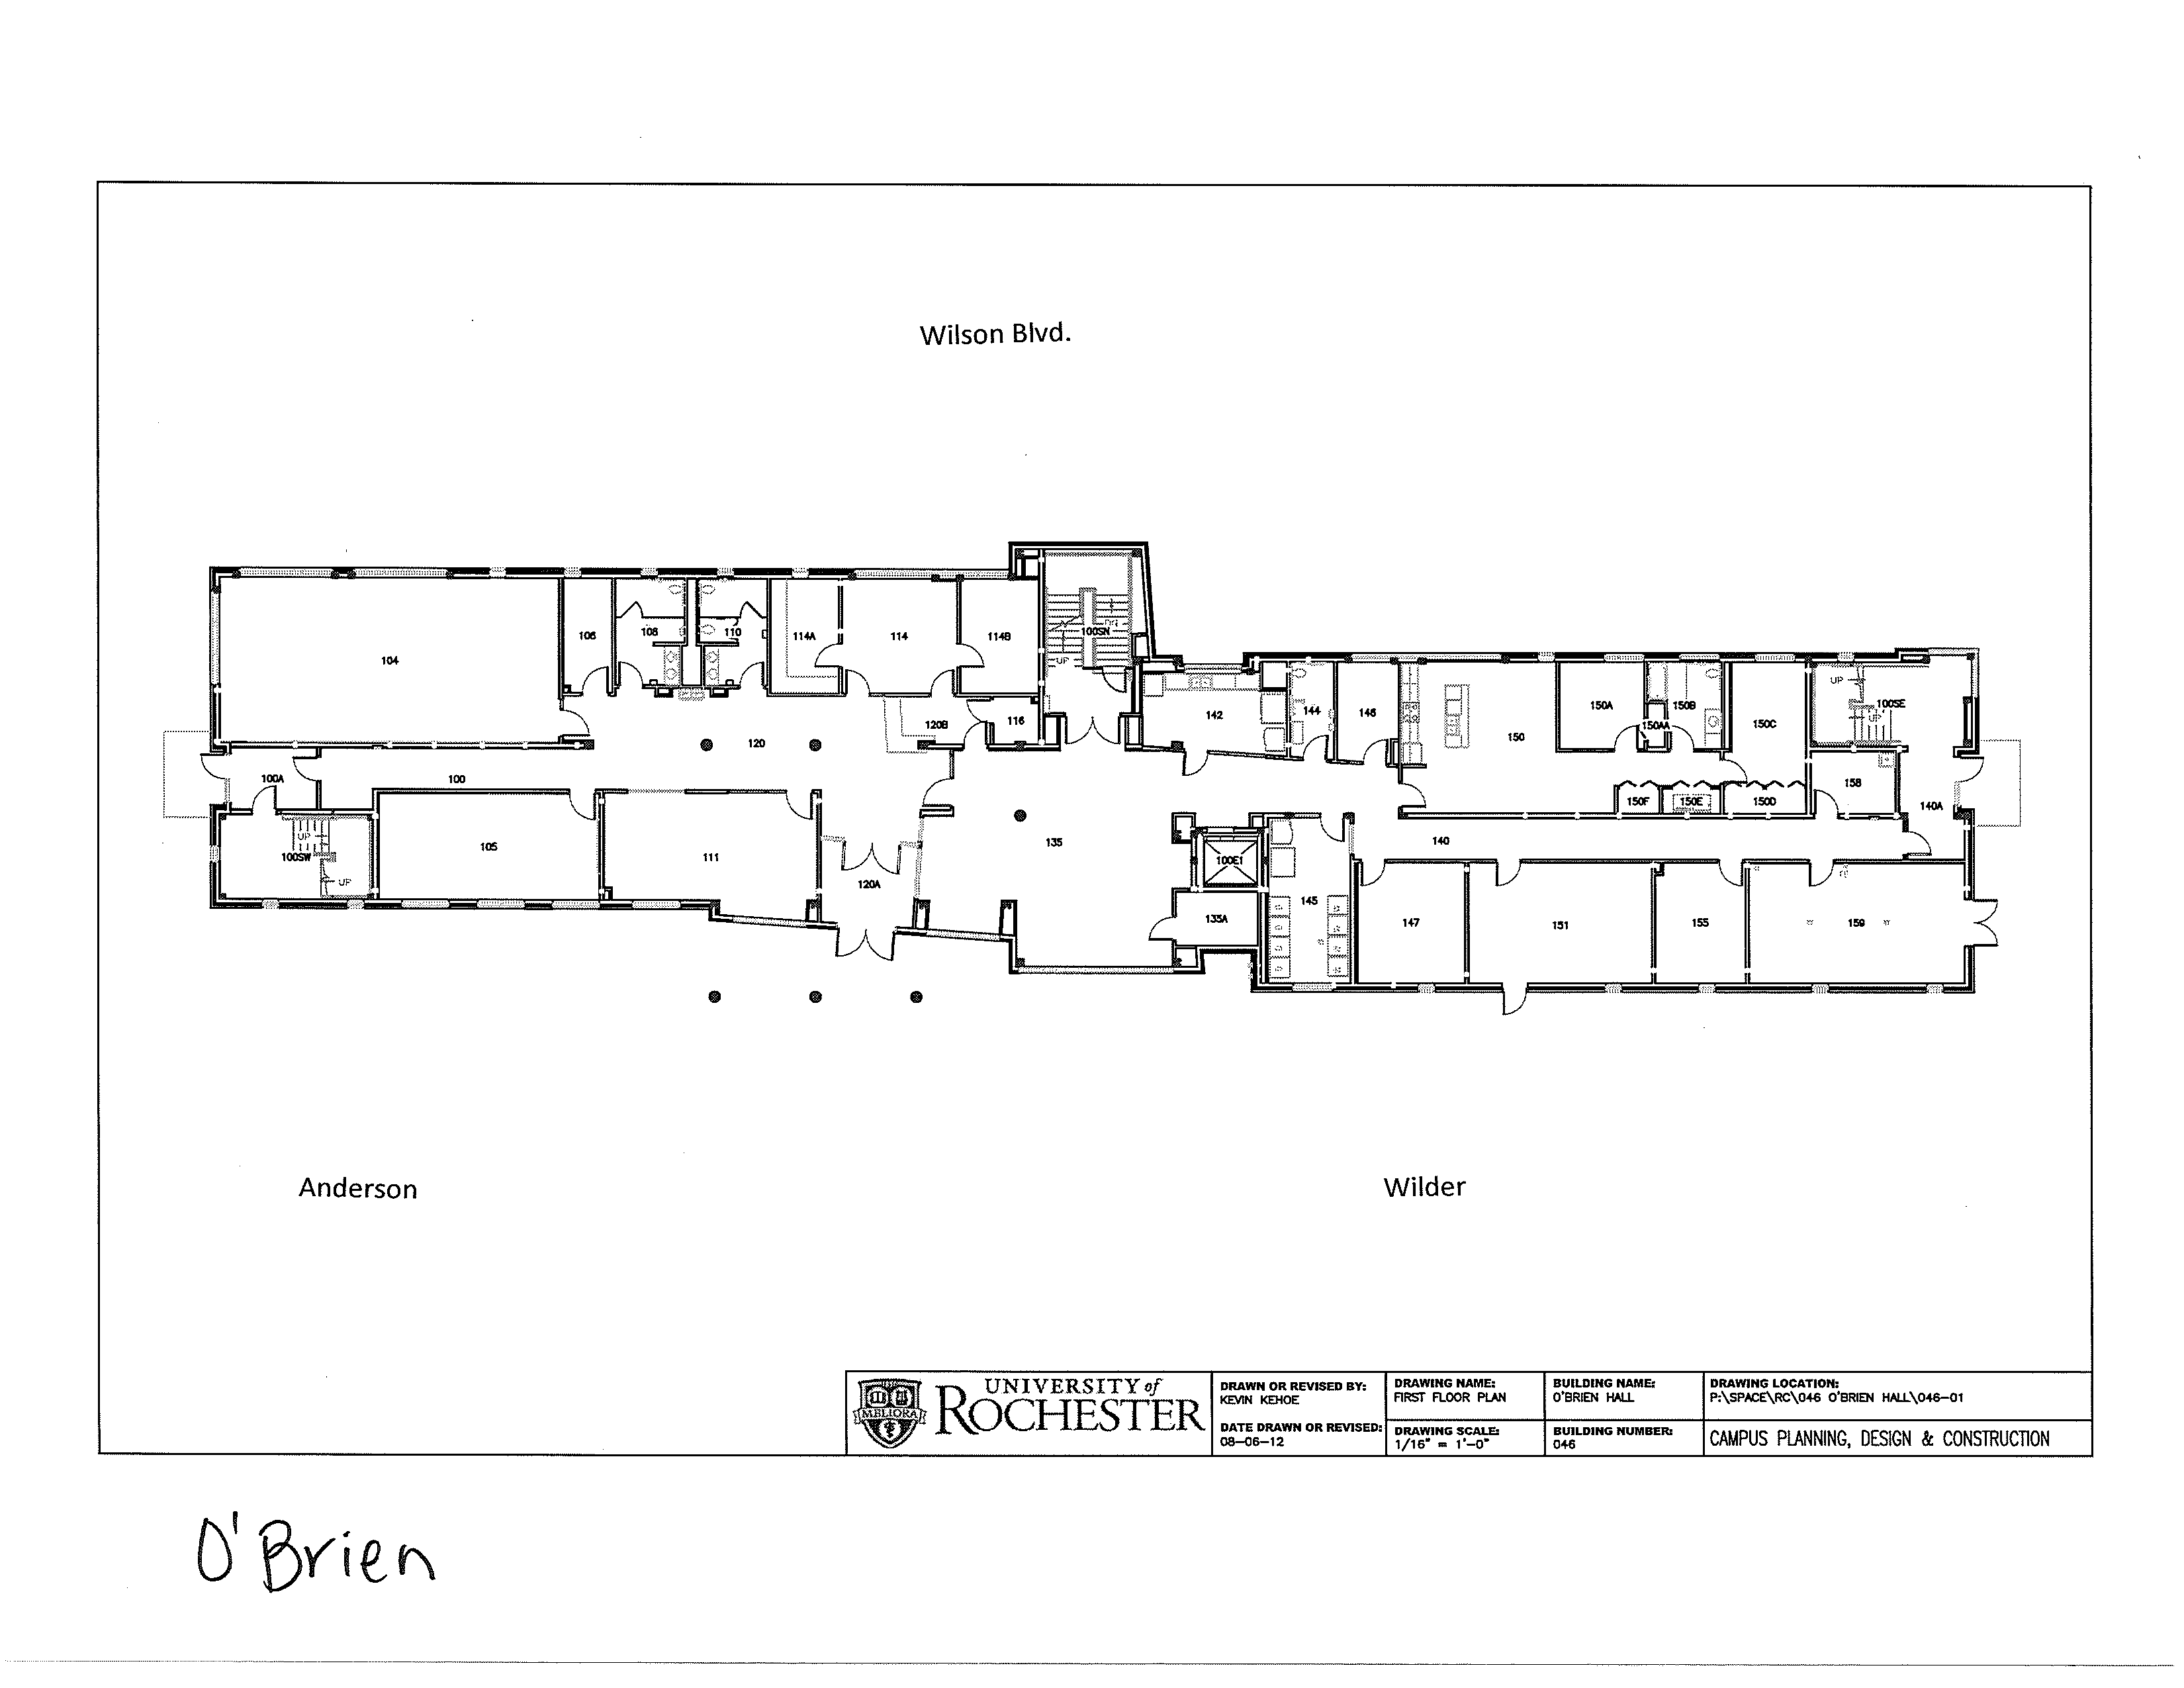 Wilson Blvd.
104
106
108
110
114A
114
114B
100SN
DN
UP
116
120B
120
142
144
146
150
150A
150AA
150B
150C
UP
100SE
UP
100A
100
158
150F
150E
150D
140A
UP
100SW
UP
105
111
120A
135
100E1
140
135A
145
147
151
155
159
Anderson
Wilder
MELIORA
UNIVERSITY of
ROCHESTER
DRAWN OR REVISED BY:
KEVIN KEHOE
DATE DRAWN OR REVISED:
08-06-12
DRAWING NAME:
FIRST FLOOR PLAN
DRAWING SCALE:
1/16" = 1'-0"
BUILDING NAME:
O'BRIEN HALL
BUILDING NUMBER:
046
DRAWING LOCATION:
P:\SPACE\RC\046 O'BRIEN HALL\046-01
CAMPUS PLANNING, DESIGN & CONSTRUCTION
O'Brien